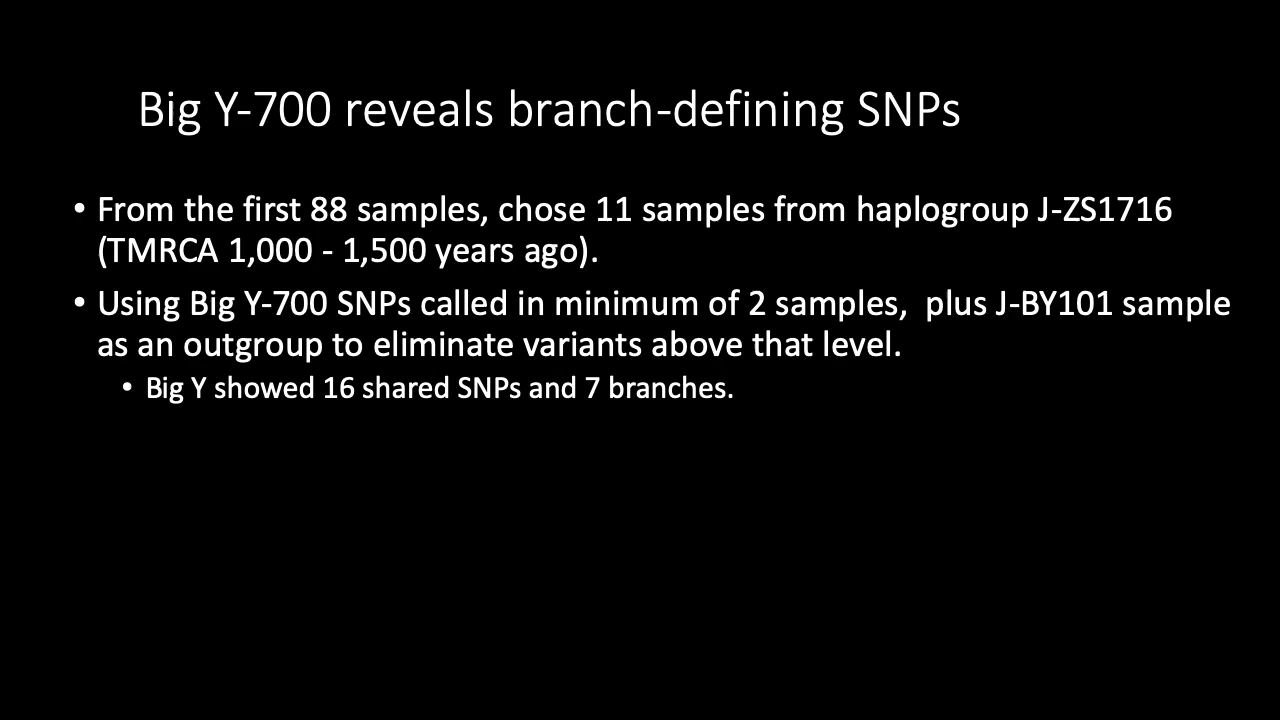 Big Y-700 reveals branch-defining SNPs
• From the first 88 samples, chose 11 samples from haplogroup J-ZS1716
(TMRCA 1,000 - 1,500 years ago).
• Using Big Y-700 SNPs called in minimum of 2 samples,  plus J-BY101 sample
as an outgroup to eliminate variants above that level.
• Big Y showed 16 shared SNPs and 7 branches.